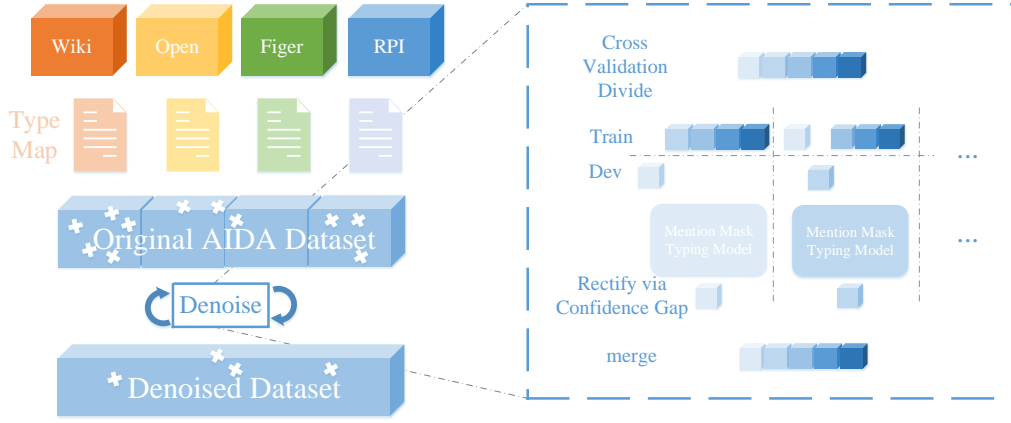 Wiki
Open
Figer
RPI
Type
Map
Original AIDA Dataset
Denoise
Denoised Dataset
Cross
Validation
Divide
Train
Dev
...
Mention Mask
Typing Model
Mention Mask
Typing Model
...
Rectify via
Confidence Gap
merge